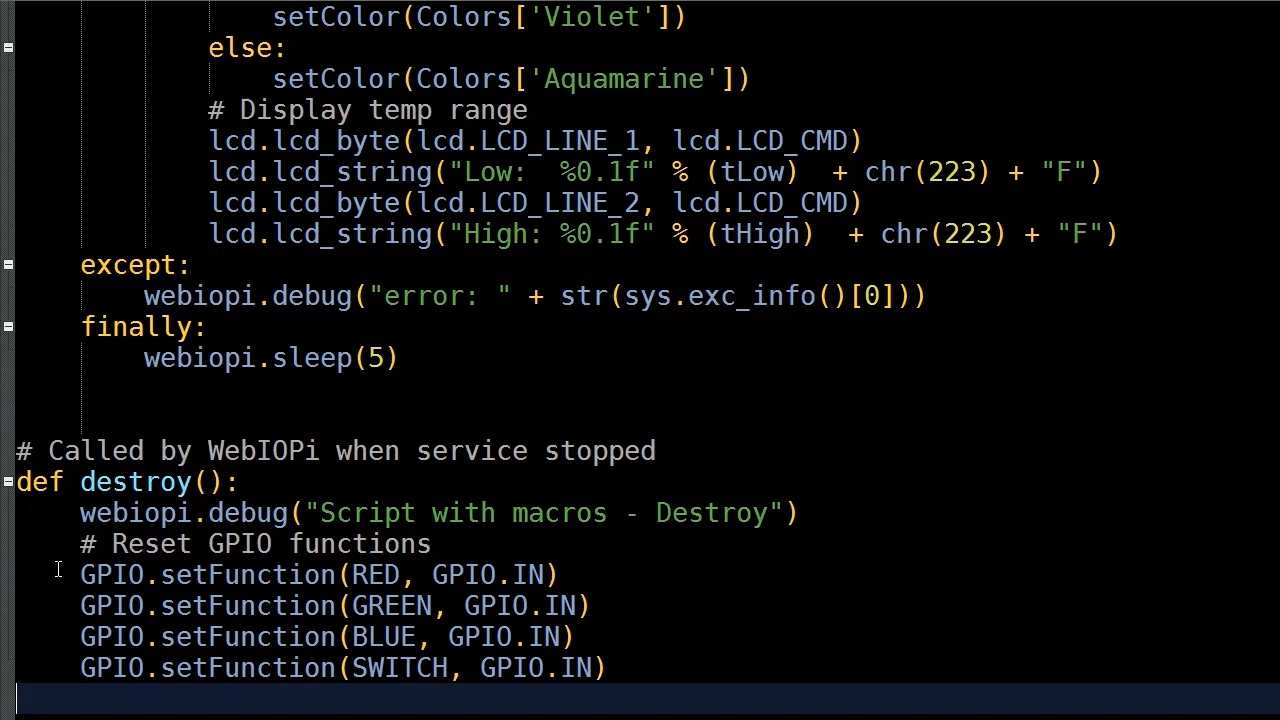 setColor(Colors['Violet'])
else:
setColor(Colors['Aquamarine'])
# Display temp range
lcd.lcd_byte(lcd.LCD_LINE_1, lcd.LCD_CMD)
lcd.lcd_string("Low:  %0.1f" % (tLow)  + chr(223) + "F")
lcd.lcd_byte(lcd.LCD_LINE_2, lcd.LCD_CMD)
lcd.lcd_string("High: %0.1f" % (tHigh)  + chr(223) + "F")
except:
webiopi.debug("error: " + str(sys.exc_info()[0]))
finally:
webiopi.sleep(5)
# Called by WebIOPi when service stopped
def destroy():
webiopi.debug("Script with macros - Destroy")
# Reset GPIO functions
GPIO.setFunction(RED, GPIO.IN)
GPIO.setFunction(GREEN, GPIO.IN)
GPIO.setFunction(BLUE, GPIO.IN)
GPIO.setFunction(SWITCH, GPIO.IN)